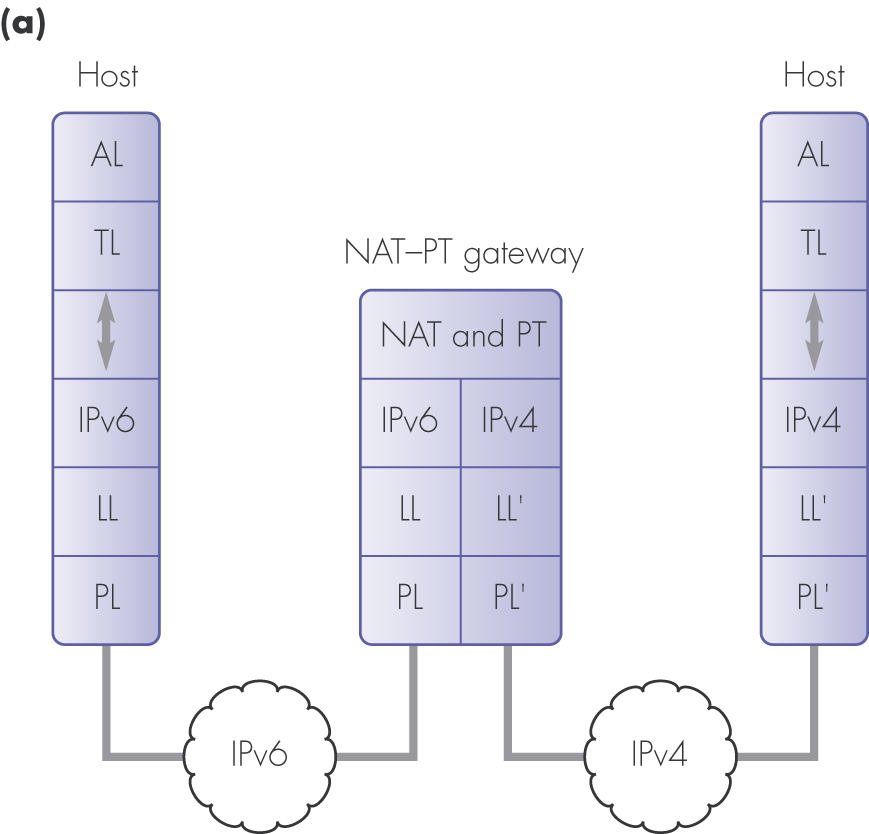 (a)
Host
AL
TL
IPv6
LL
PL
NAT–PT gateway
NAT and PT
IPv6 IPv4
LL LL'
PL PL'
Host
AL
TL
IPv4
LL'
PL'
IPv6
IPv4